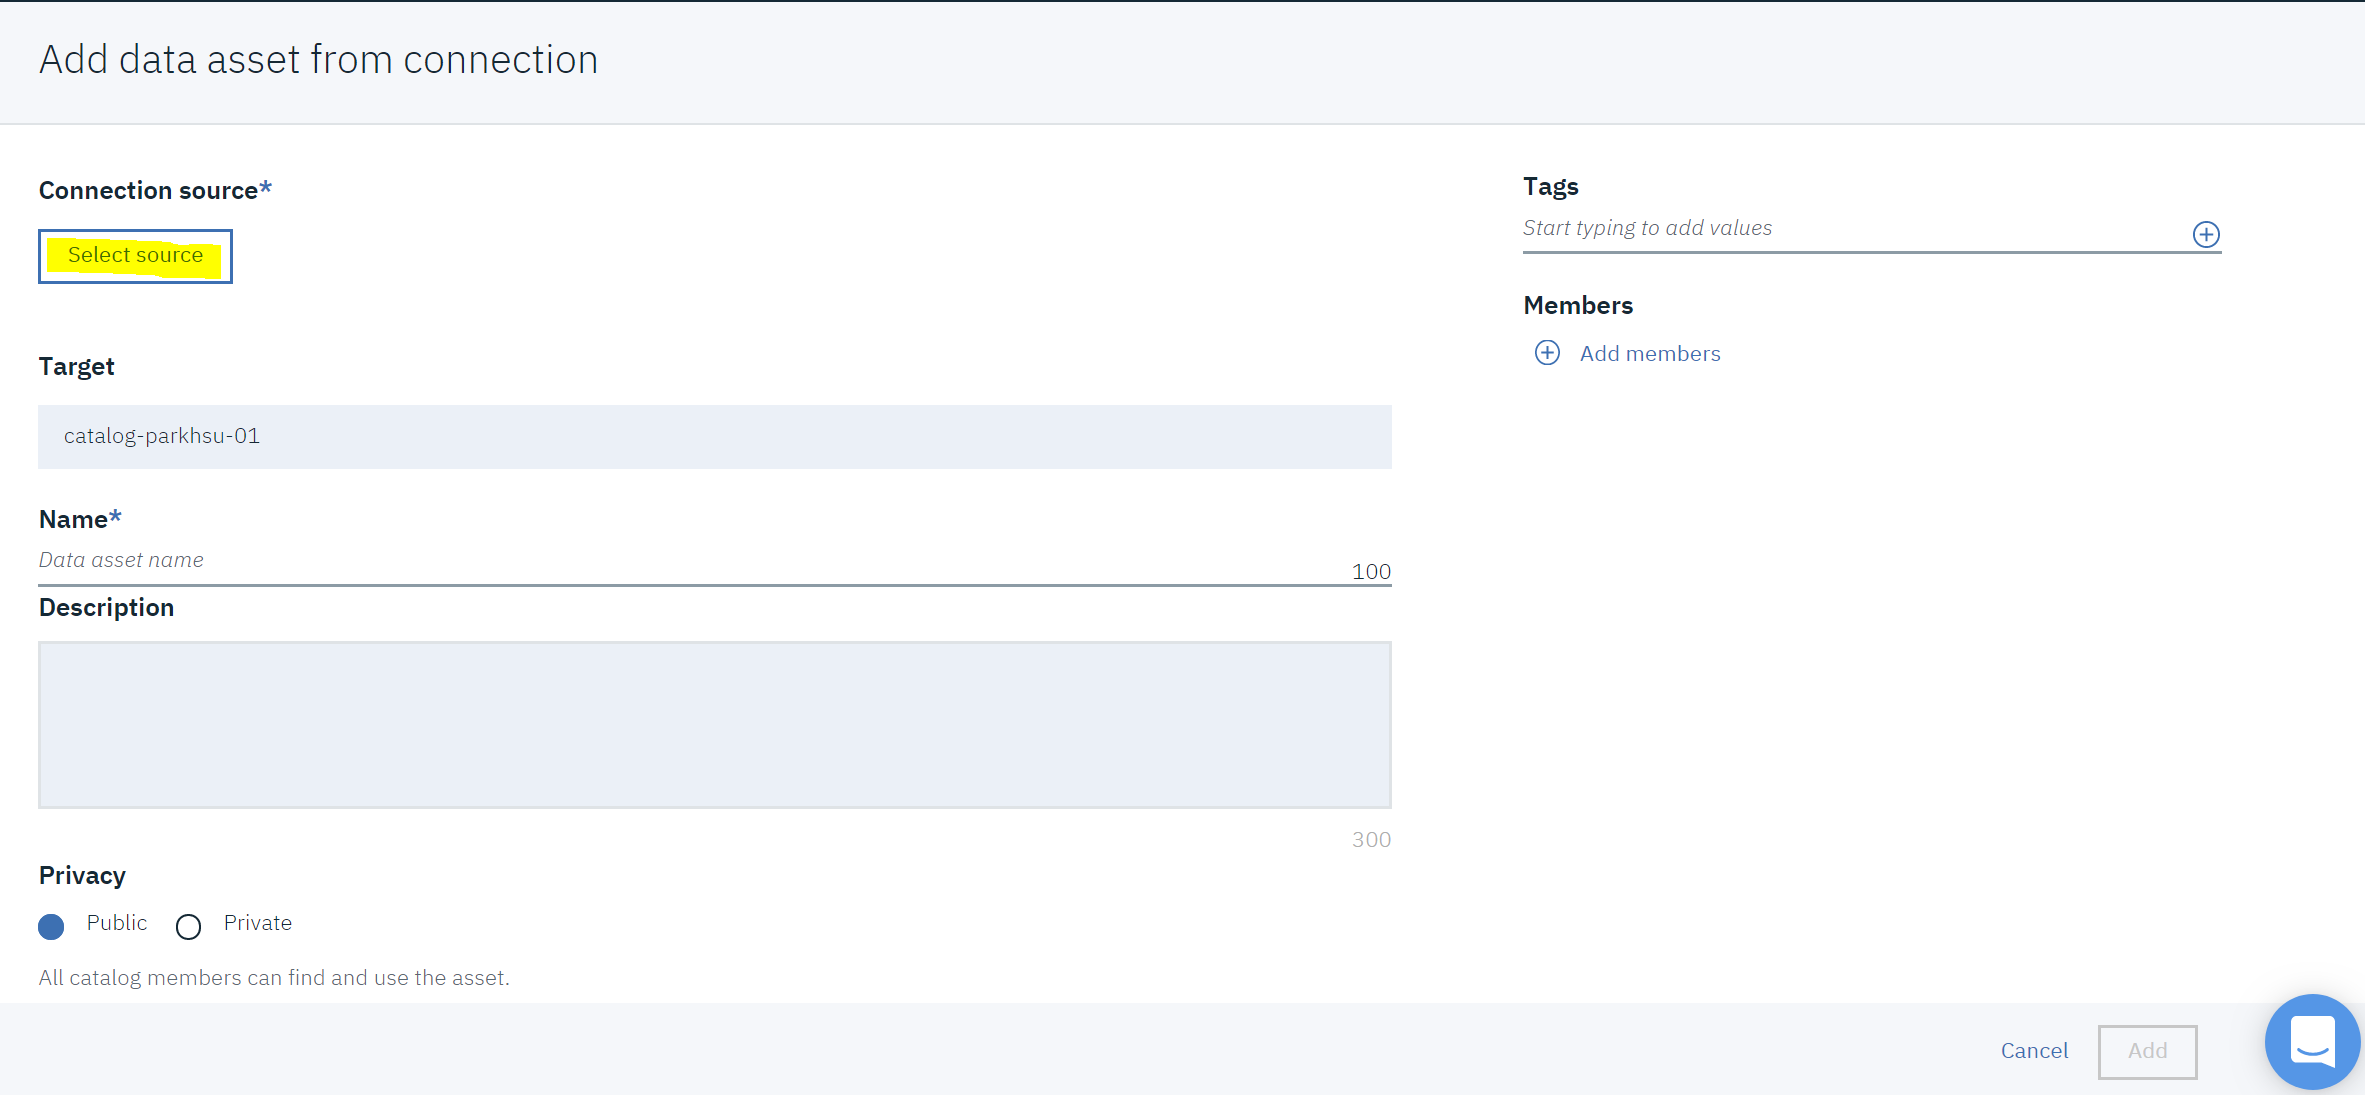 Add data asset from connection
Connection source*
Select source
Target
catalog-parkhsu-01
Name*
Data asset name
100
Description
300
Privacy
Public
Private
All catalog members can find and use the asset.
Tags
Start typing to add values
Members
Add members
Cancel
Add